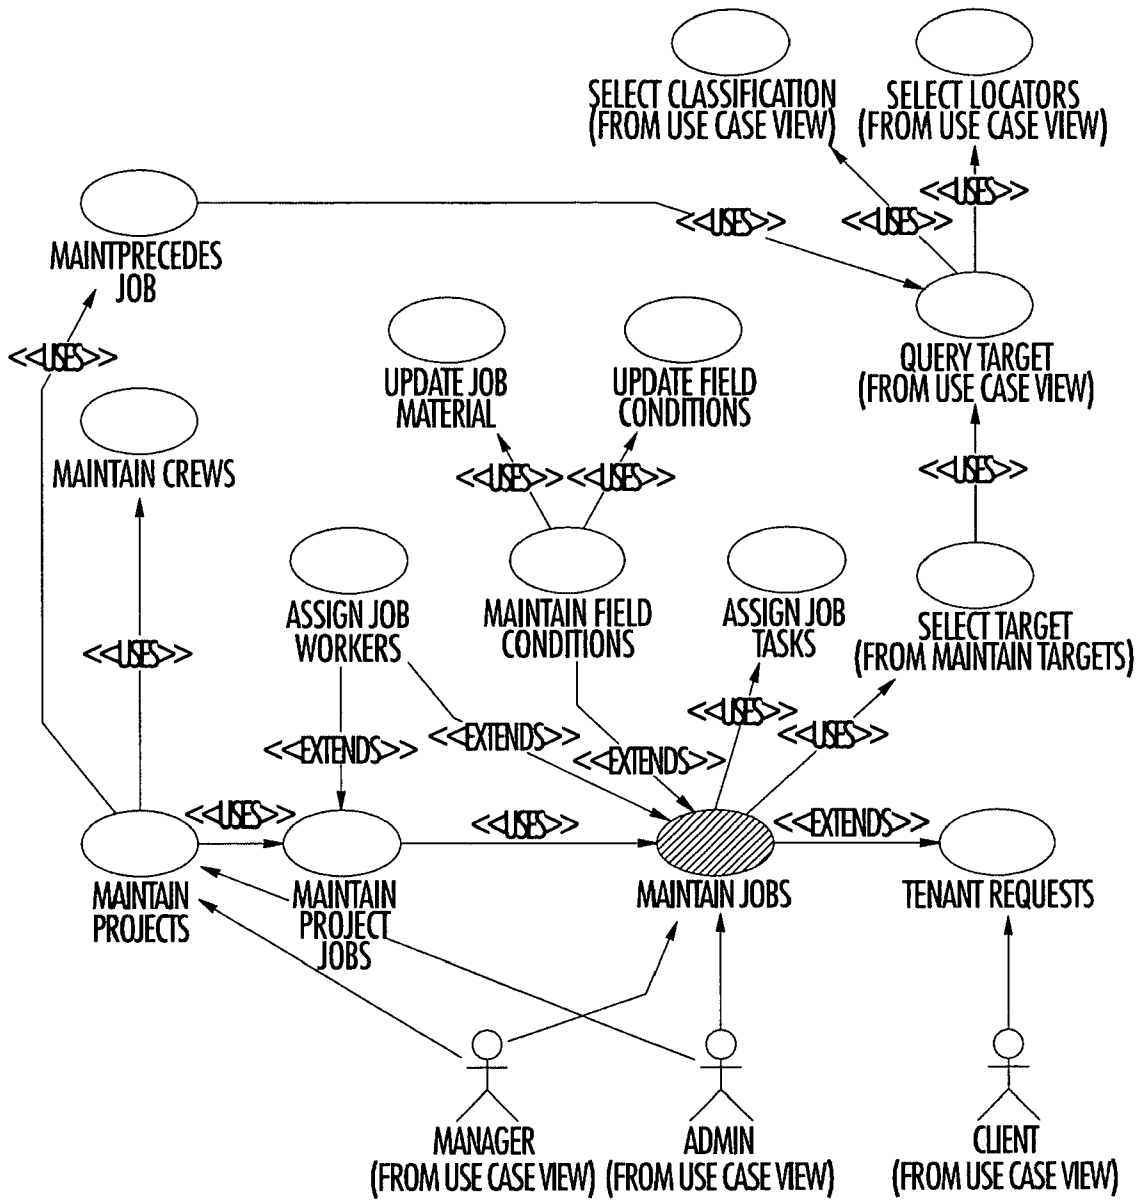 SELECT CLASSIFICATION
(FROM USE CASE VIEW)
SELECT LOCATORS
(FROM USE CASE VIEW)
<<USES>>
<<USES>>
<<USES>>
MAINTPRECEDES
JOB
<<USES>>
QUERY TARGET
(FROM USE CASE VIEW)
UPDATE JOB
MATERIAL
UPDATE FIELD
CONDITIONS
MAINTAIN CREWS
<<USES>>
<<USES>>
<<USES>>
ASSIGN JOB
WORKERS
MAINTAIN FIELD
CONDITIONS
ASSIGN JOB
TASKS
SELECT TARGET
(FROM MAINTAIN TARGETS)
<<USES>>
<<USES>>
<<EXTENDS>>
<<EXTENDS>>
<<EXTENDS>>
<<USES>>
<<USES>>
<<USES>>
<<EXTENDS>>
MAINTAIN
PROJECTS
MAINTAIN
PROJECT
JOBS
MAINTAIN JOBS
TENANT REQUESTS
MANAGER
(FROM USE CASE VIEW)
ADMIN
(FROM USE CASE VIEW)
CLIENT
(FROM USE CASE VIEW)